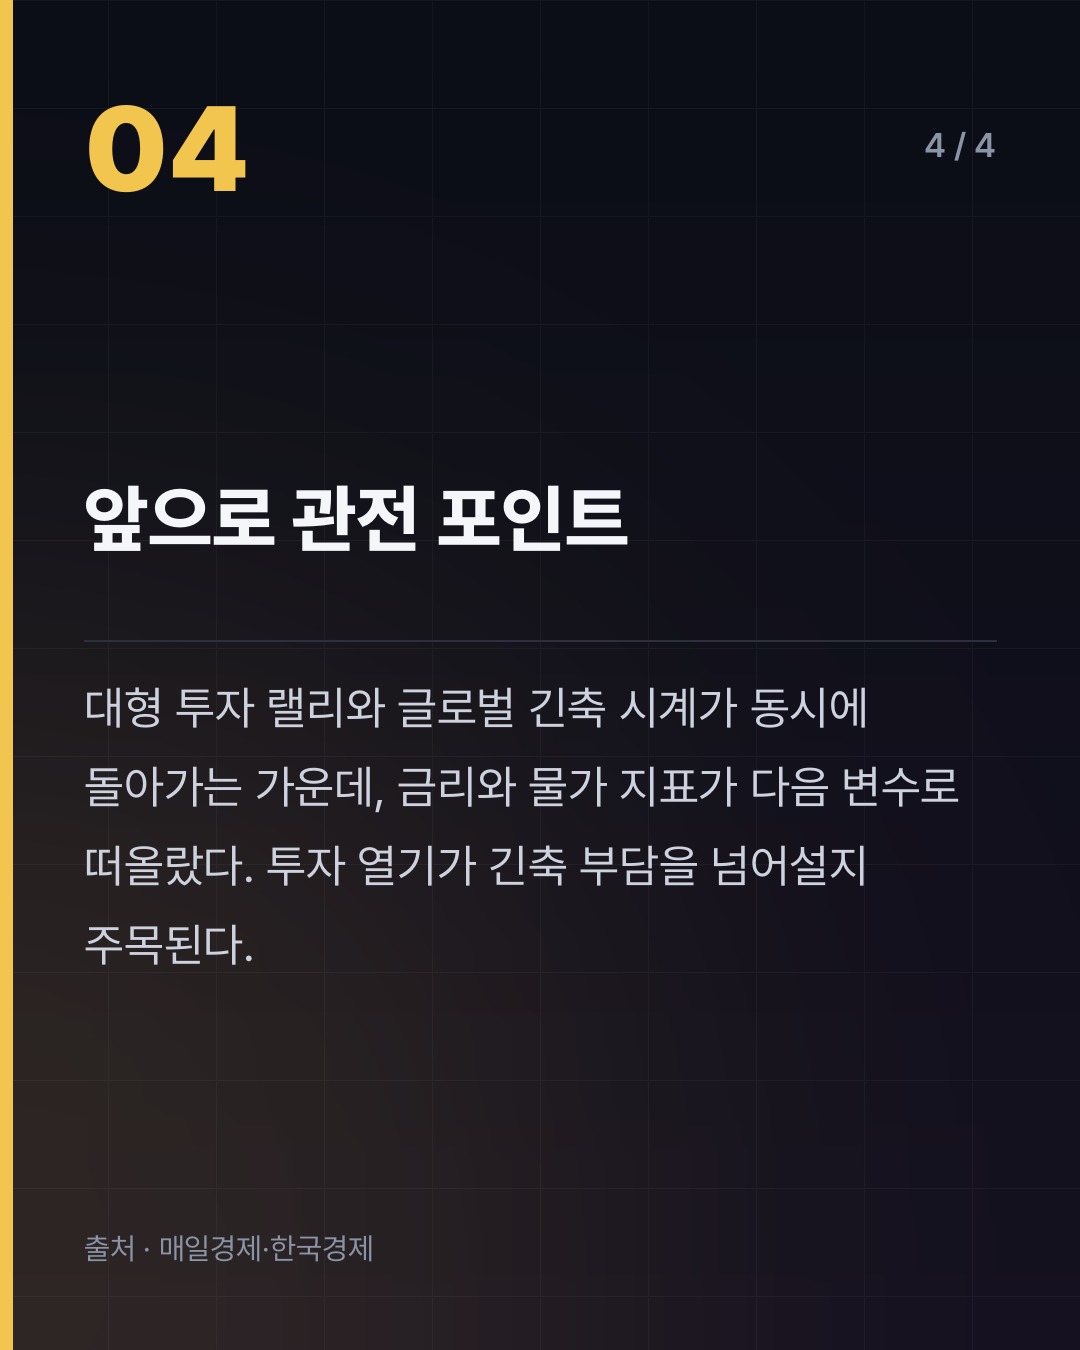 04
4 / 4
앞으로 관전 포인트
대형 투자 랠리와 글로벌 긴축 시계가 동시에
돌아가는 가운데, 금리와 물가 지표가 다음 변수로
떠올랐다. 투자 열기가 긴축 부담을 넘어설지
주목된다.
출처 · 매일경제·한국경제